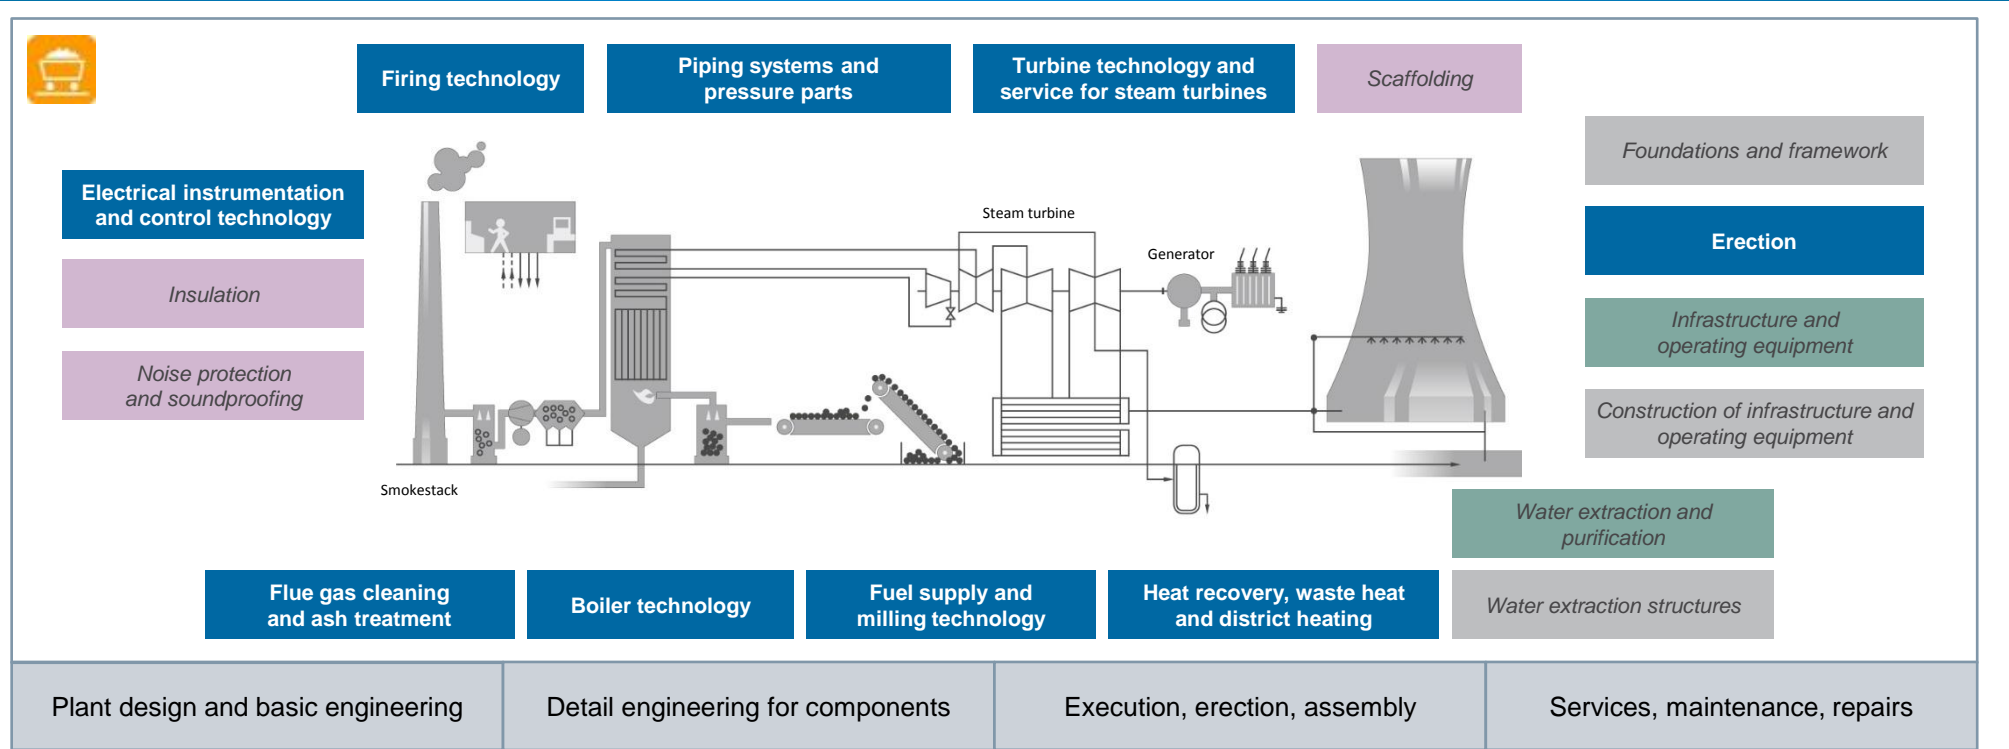 Firing technology
Piping systems and
pressure parts
Turbine technology and
service for steam turbines
Scaffolding
Foundations and framework
Electrical instrumentation
and control technology
Steam turbine
Erection
Generator
Insulation
Infrastructure and
operating equipment
Noise protection
and soundproofing
Construction of infrastructure and
operating equipment
Smokestack
Water extraction and
purification
Flue gas cleaning
and ash treatment
Boiler technology
Fuel supply and
milling technology
Heat recovery, waste heat
and district heating
Water extraction structures
Plant design and basic engineering
Detail engineering for components
Execution, erection, assembly
Services, maintenance, repairs